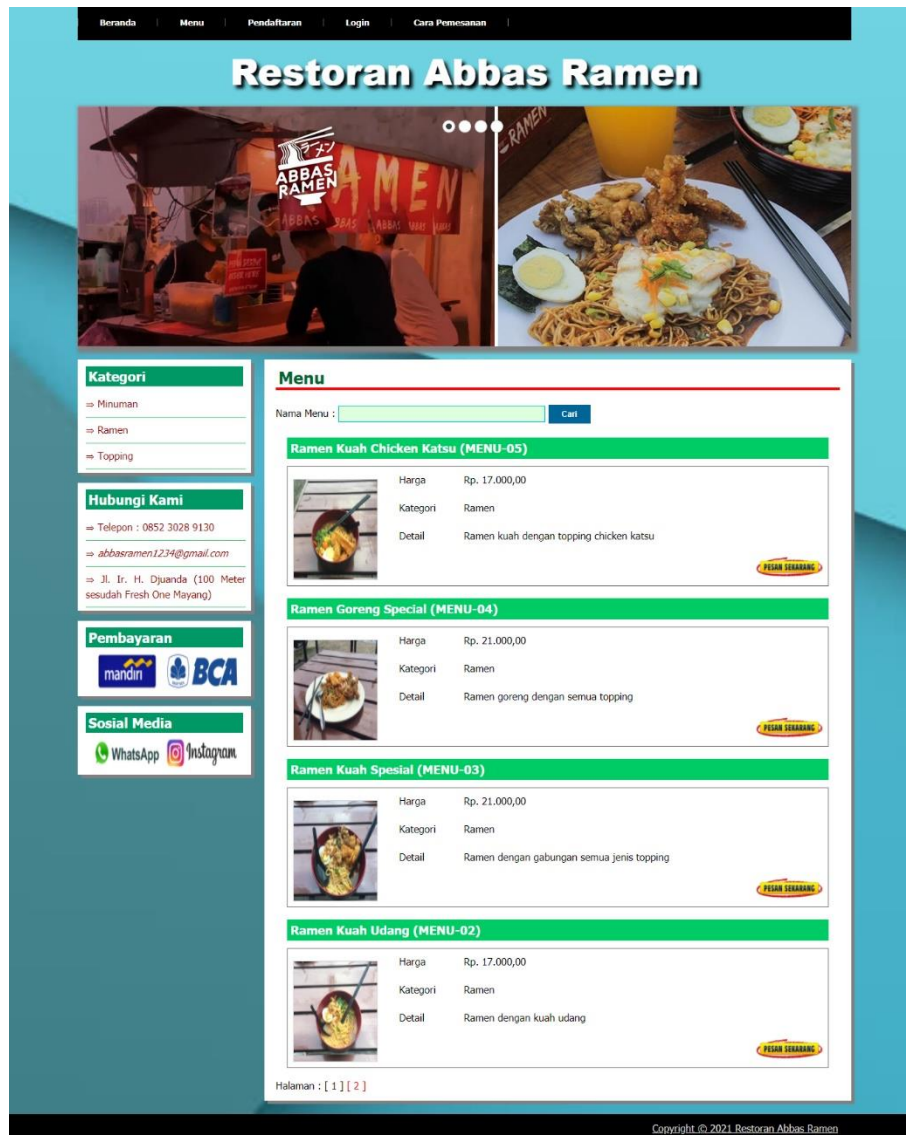 Beranda | Menu | Pendaftaran | Login | Cara Pemesanan |
Restoran Abbas Ramen
ラーメン
ABBAS
RAMEN
RAMEN
RAMEN
Kategori
⇒ Minuman
⇒ Ramen
⇒ Topping
Hubungi Kami
⇒ Telepon : 0852 3028 9130
⇒ abbasramen1234@gmail.com
⇒ Jl. Ir. H. Djuanda (100 Meter
sesudah Fresh One Mayang)
Pembayaran
mandiri BCA
Sosial Media
WhatsApp Instagram
Menu
Nama Menu : Cari
Ramen Kuah Chicken Katsu (MENU-05)
Harga Rp. 17.000,00
Kategori Ramen
Detail Ramen kuah dengan topping chicken katsu
PESAN SEKARANG
Ramen Goreng Special (MENU-04)
Harga Rp. 21.000,00
Kategori Ramen
Detail Ramen goreng dengan semua topping
PESAN SEKARANG
Ramen Kuah Spesial (MENU-03)
Harga Rp. 21.000,00
Kategori Ramen
Detail Ramen dengan gabungan semua jenis topping
PESAN SEKARANG
Ramen Kuah Udang (MENU-02)
Harga Rp. 17.000,00
Kategori Ramen
Detail Ramen dengan kuah udang
PESAN SEKARANG
Halaman : [ 1 ] [ 2 ]
Copyright © 2021 Restoran Abbas Ramen